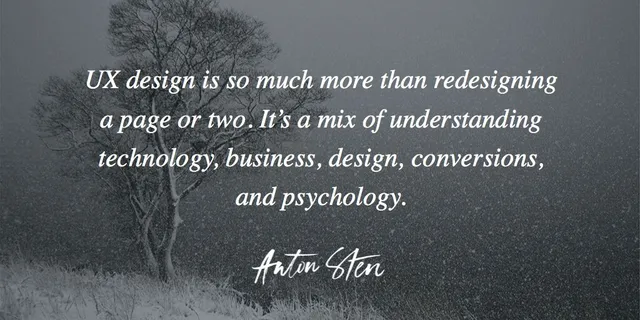 UX design is so much more than redesigning
a page or two. It’s a mix of understanding
technology, business, design, conversions,
and psychology.
Anton Sten